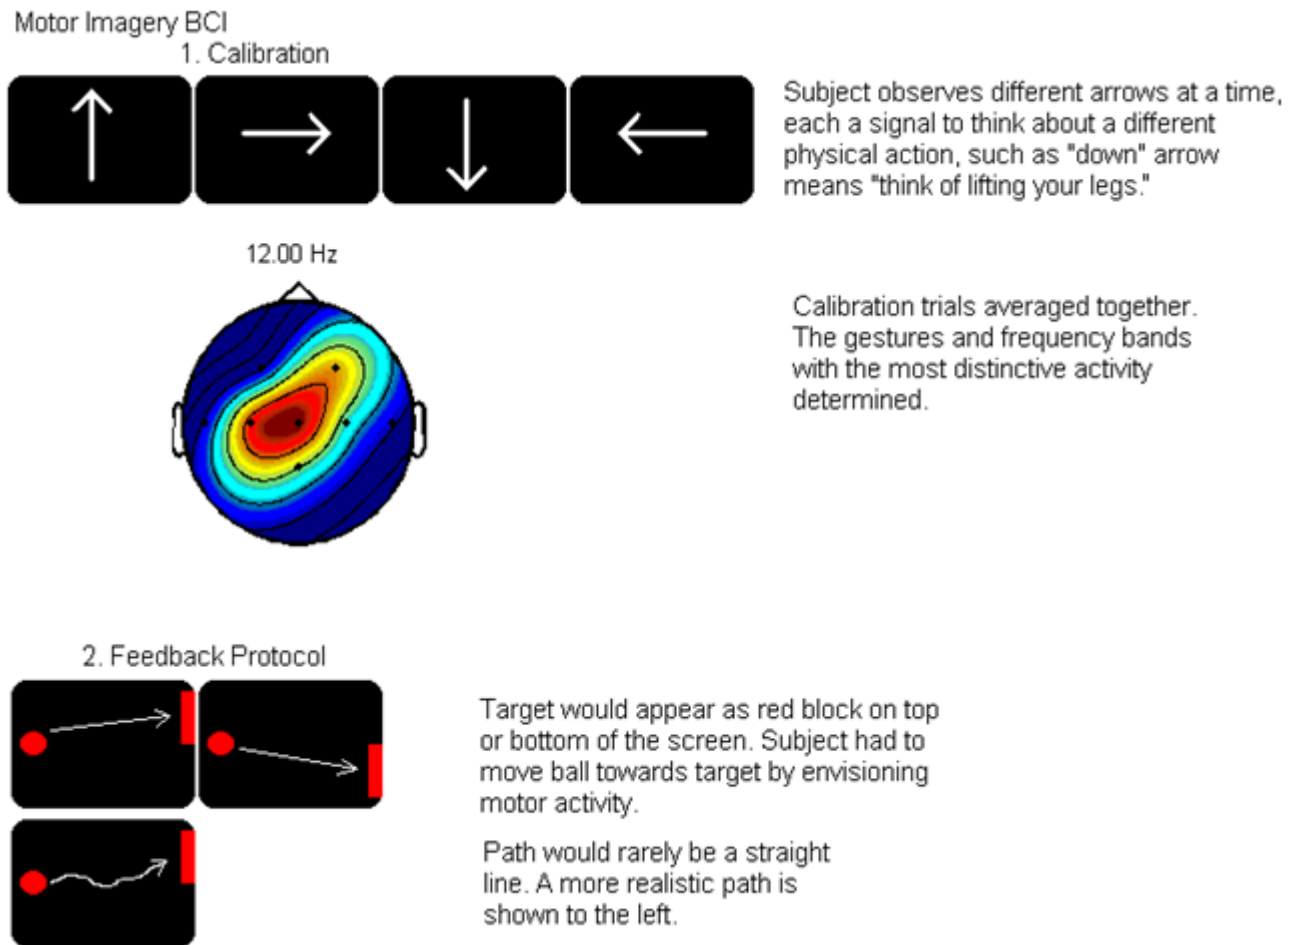 Motor Imagery BCI
1. Calibration
Subject observes different arrows at a time,
each a signal to think about a different
physical action, such as "down" arrow
means "think of lifting your legs."
12.00 Hz
Calibration trials averaged together.
The gestures and frequency bands
with the most distinctive activity
determined.
2. Feedback Protocol
Target would appear as red block on top
or bottom of the screen. Subject had to
move ball towards target by envisioning
motor activity.
Path would rarely be a straight
line. A more realistic path is
shown to the left.